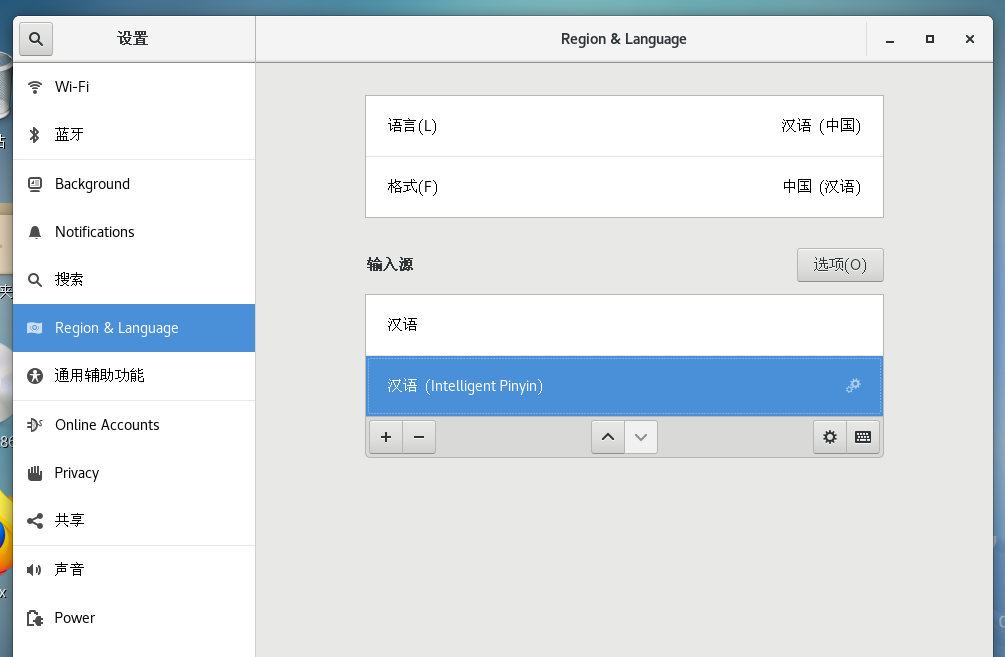 设置
Region & Language
Wi-Fi
蓝牙
Background
Notifications
搜索
Region & Language
通用辅助功能
Online Accounts
Privacy
共享
声音
Power
语言(L)
汉语 (中国)
格式(F)
中国 (汉语)
输入源
选项(O)
汉语
汉语 (Intelligent Pinyin)
夹
86
x